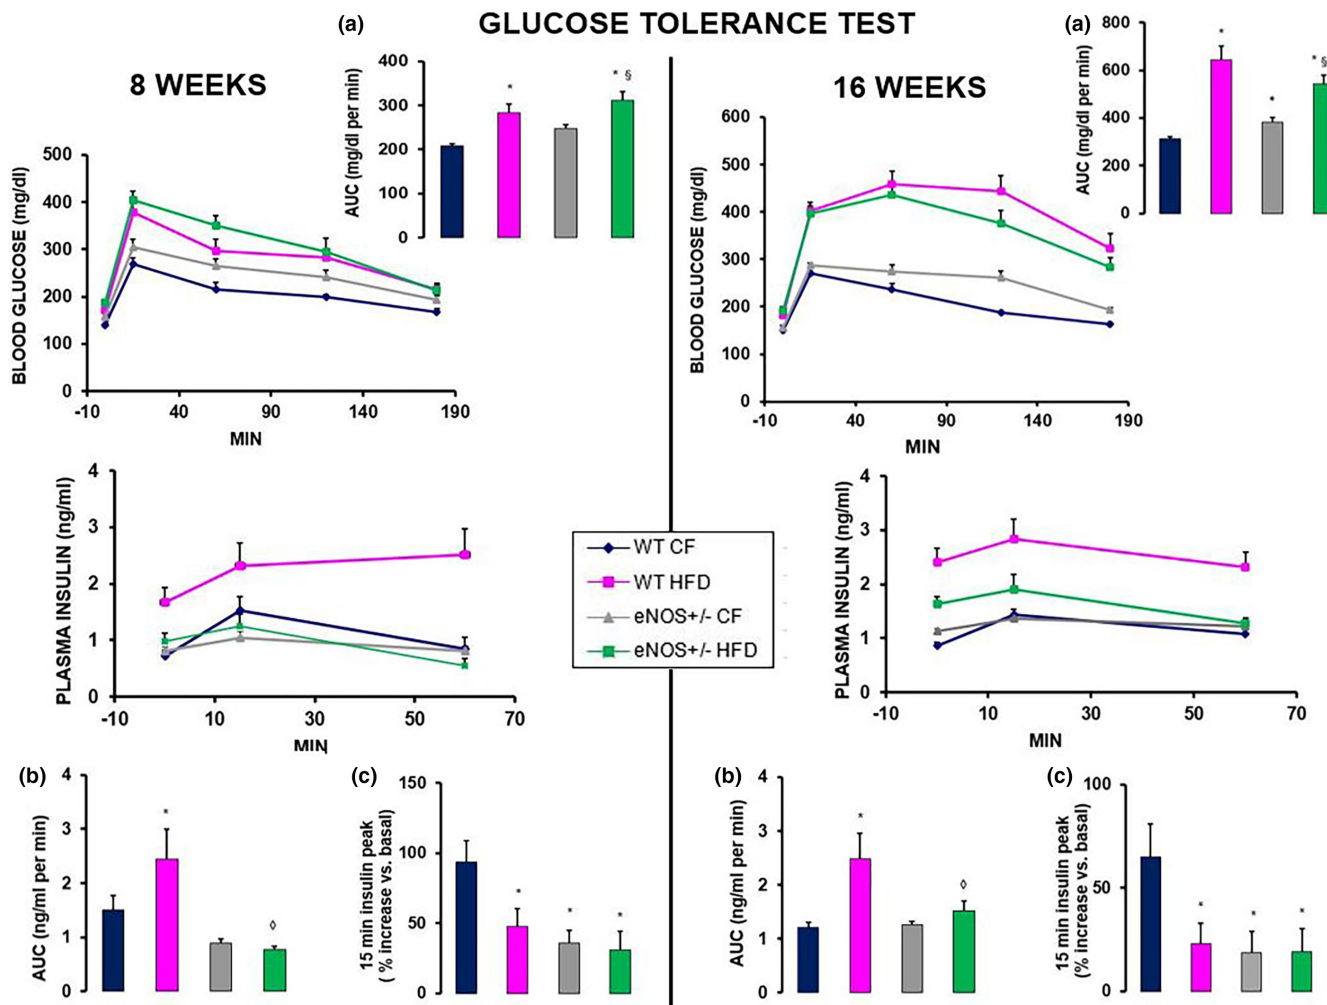 GLUCOSE TOLERANCE TEST
8 WEEKS
(a)
AUC (mg/dl per min)
400
300
200
100
0
*
* §
BLOOD GLUCOSE (mg/dl)
500
400
300
200
100
0
-10 40 90 140 190
MIN
PLASMA INSULIN (ng/ml)
4
3
2
1
0
-10 10 30 50 70
MIN
(b)
AUC (ng/ml per min)
4
3
2
1
0
*
◊
(c)
15 min insulin peak
( % increase vs. basal)
150
100
50
0
* * *
WT CF
WT HFD
eNOS+/- CF
eNOS+/- HFD
16 WEEKS
(a)
AUC (mg/dl per min)
800
600
400
200
0
*
*
* §
BLOOD GLUCOSE (mg/dl)
600
500
400
300
200
100
0
-10 40 90 140 190
MIN
PLASMA INSULIN (ng/ml)
4
3
2
1
0
-10 10 30 50 70
MIN
(b)
AUC (ng/ml per min)
4
3
2
1
0
*
◊
(c)
15 min insulin peak
(% increase vs. basal)
100
50
0
* * *